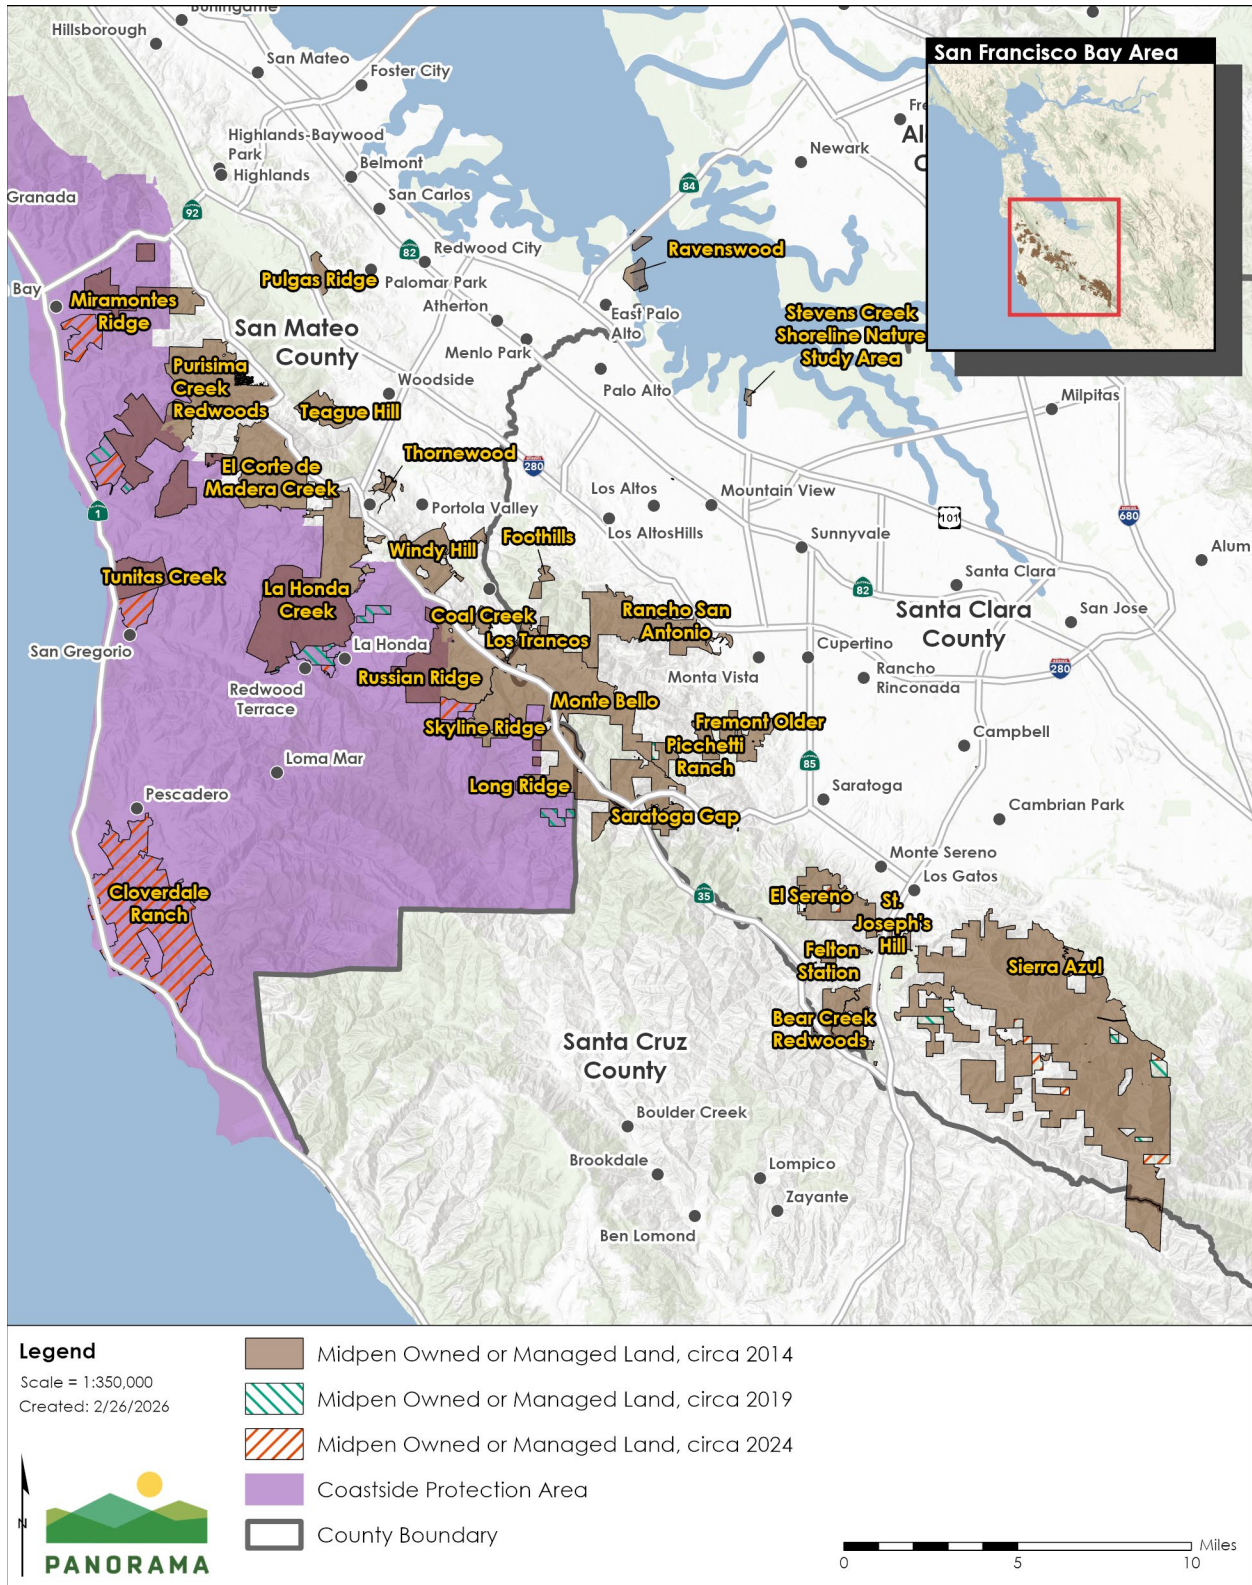 Burlingame
Hillsborough
San Mateo
Foster City
San Francisco Bay Area
Highlands-Baywood
Park
Highlands
Belmont
San Carlos
Newark
84
Granada
92
82
Redwood City
Ravenswood
Pulgas Ridge
Palomar Park
Bay
Miramontes
Ridge
Atherton
East Palo
Alto
San Mateo
County
Stevens Creek
Shoreline Nature
Study Area
Menlo Park
Palo Alto
Purisima
Creek
Redwoods
Woodside
Milpitas
Teague Hill
Thornewood
280
El Corte de
Madera Creek
Los Altos
Mountain View
1
Portola Valley
101
680
Los AltosHills
Sunnyvale
Windy Hill
Foothills
Alum
Tunitas Creek
La Honda
Creek
82
Santa Clara
Santa Clara
County
San Jose
Coal Creek
Los Trancos
Rancho San
Antonio
San Gregorio
La Honda
Cupertino
280
Redwood
Terrace
Russian Ridge
Monta Vista
Rancho
Rinconada
Monte Bello
Skyline Ridge
Fremont Older
Picchetti
Ranch
Campbell
Loma Mar
85
Long Ridge
Saratoga
Pescadero
Saratoga Gap
Cambrian Park
Monte Sereno
Los Gatos
Cloverdale
Ranch
35
El Sereno
St.
Joseph's
Hill
Felton
Station
Sierra Azul
Bear Creek
Redwoods
Santa Cruz
County
Boulder Creek
Brookdale
Lompico
Zayante
Ben Lomond
Legend
Scale = 1:350,000
Created: 2/26/2026
Midpen Owned or Managed Land, circa 2014
Midpen Owned or Managed Land, circa 2019
Midpen Owned or Managed Land, circa 2024
Coastside Protection Area
County Boundary
N
PANORAMA
Miles
0 5 10